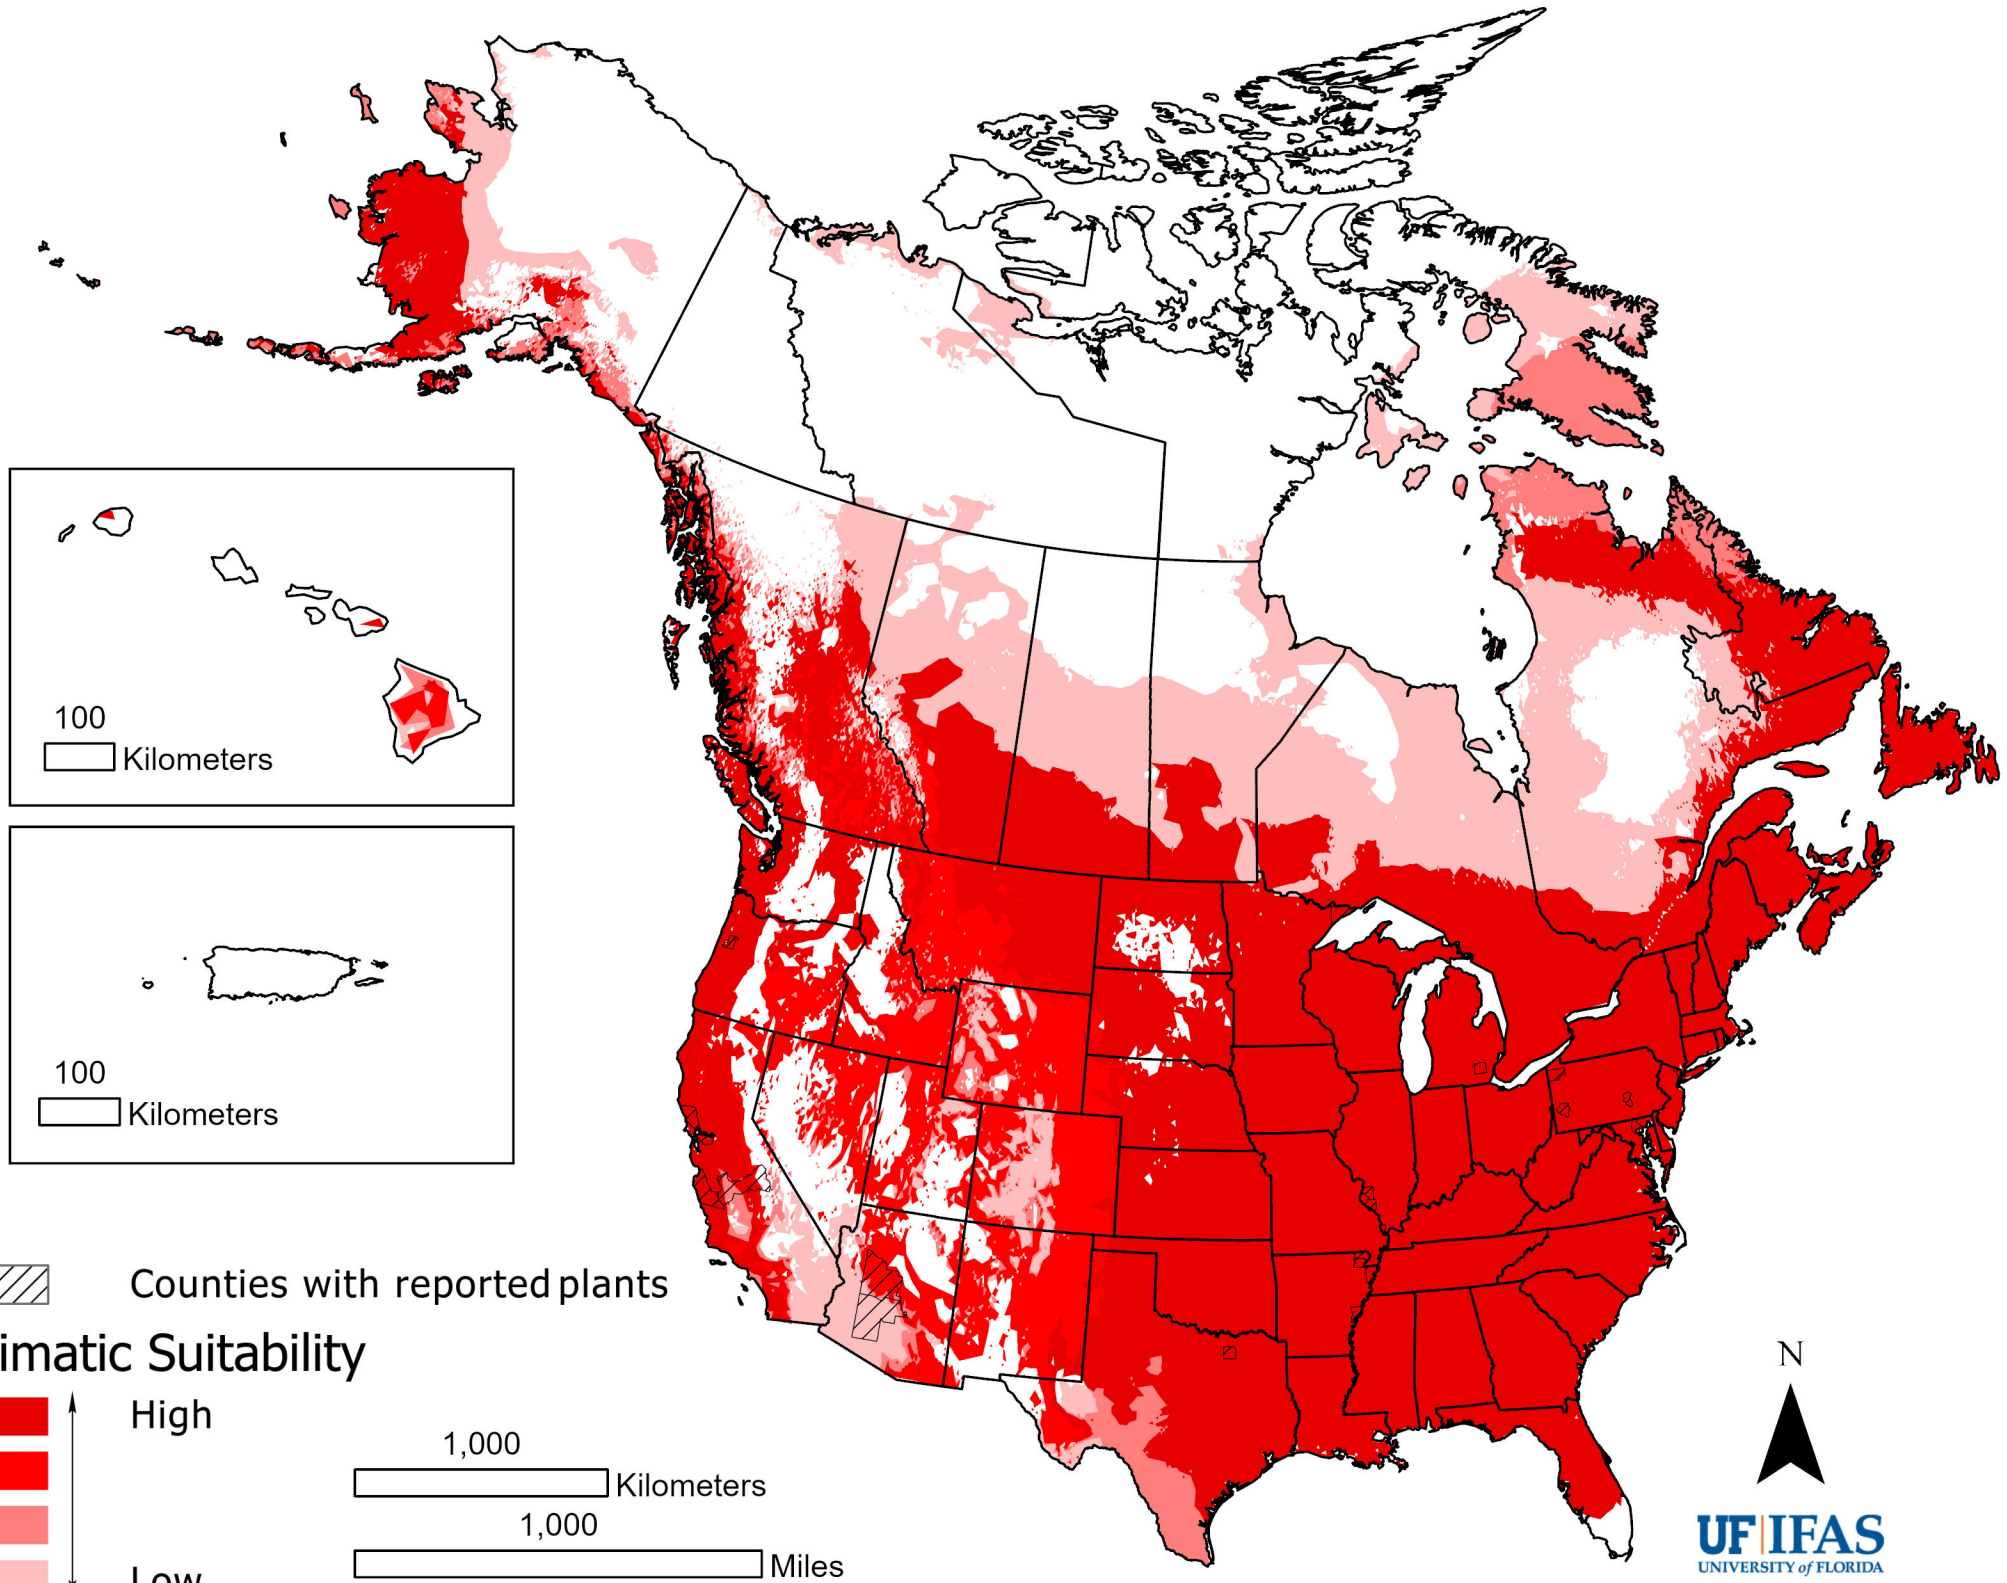 100
Kilometers
100
Kilometers
Counties with reported plants
imatic Suitability
High
Low
1,000
Kilometers
1,000
Miles
N
UF|IFAS
UNIVERSITY of FLORIDA